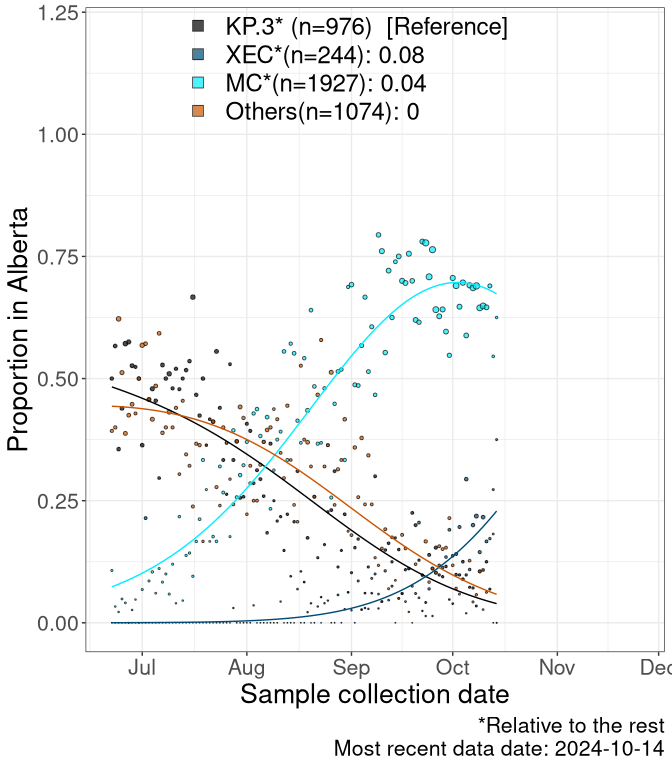 KP.3* (n=976)  [Reference]
XEC*(n=244): 0.08
MC*(n=1927): 0.04
Others(n=1074): 0
1.25
1.00
0.75
0.50
0.25
0.00
Proportion in Alberta
Jul Aug Sep Oct Nov Dec
Sample collection date
*Relative to the rest
Most recent data date: 2024-10-14